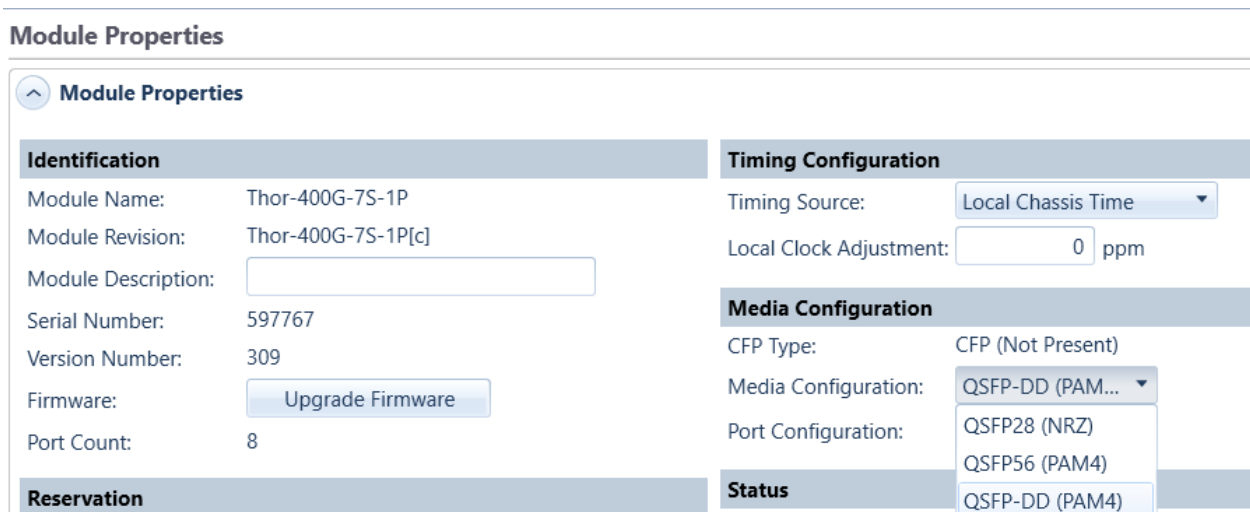 Module Properties
Module Properties
Identification
Module Name: Thor-400G-7S-1P
Module Revision: Thor-400G-7S-1P[c]
Module Description:
Serial Number: 597767
Version Number: 309
Firmware: Upgrade Firmware
Port Count: 8
Reservation
Timing Configuration
Timing Source: Local Chassis Time
Local Clock Adjustment: 0 ppm
Media Configuration
CFP Type: CFP (Not Present)
Media Configuration: QSFP-DD (PAM...
Port Configuration:
QSFP28 (NRZ)
QSFP56 (PAM4)
QSFP-DD (PAM4)
Status